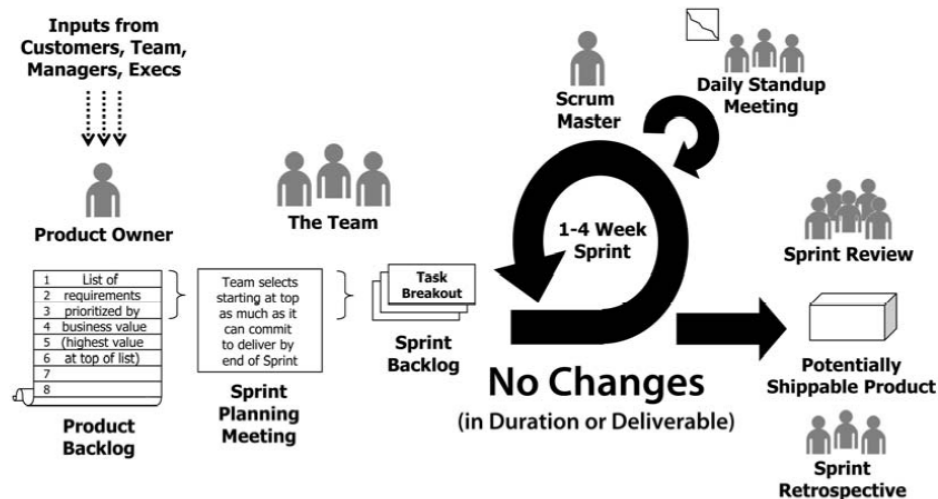 Inputs from
Customers, Team,
Managers, Execs
Product Owner
The Team
Scrum
Master
Daily Standup
Meeting
1 List of
2 requirements
3 prioritized by
4 business value
5 (highest value
6 at top of list)
7
8
Product
Backlog
Team selects
starting at top
as much as it
can commit
to deliver by
end of Sprint
Sprint
Planning
Meeting
Task
Breakout
Sprint
Backlog
1-4 Week
Sprint
No Changes
(in Duration or Deliverable)
Sprint Review
Potentially
Shippable Product
Sprint
Retrospective